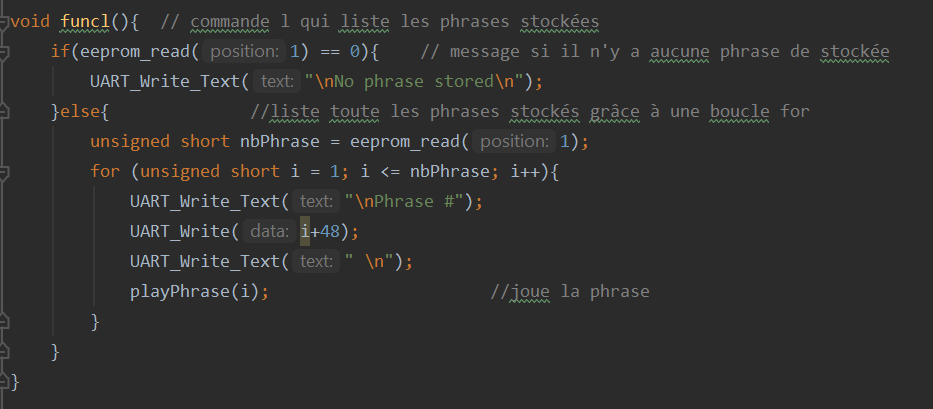 void funcl(){  // commande l qui liste les phrases stockées
    if(eeprom_read( position: 1) == 0){    // message si il n'y a aucune phrase de stockée
        UART_Write_Text( text: "\nNo phrase stored\n");
    }else{              //liste toute les phrases stockés grâce à une boucle for
        unsigned short nbPhrase = eeprom_read( position: 1);
        for (unsigned short i = 1; i <= nbPhrase; i++){
            UART_Write_Text( text: "\nPhrase #");
            UART_Write( data: i+48);
            UART_Write_Text( text: " \n");
            playPhrase(i);                      //joue la phrase
        }
    }
}